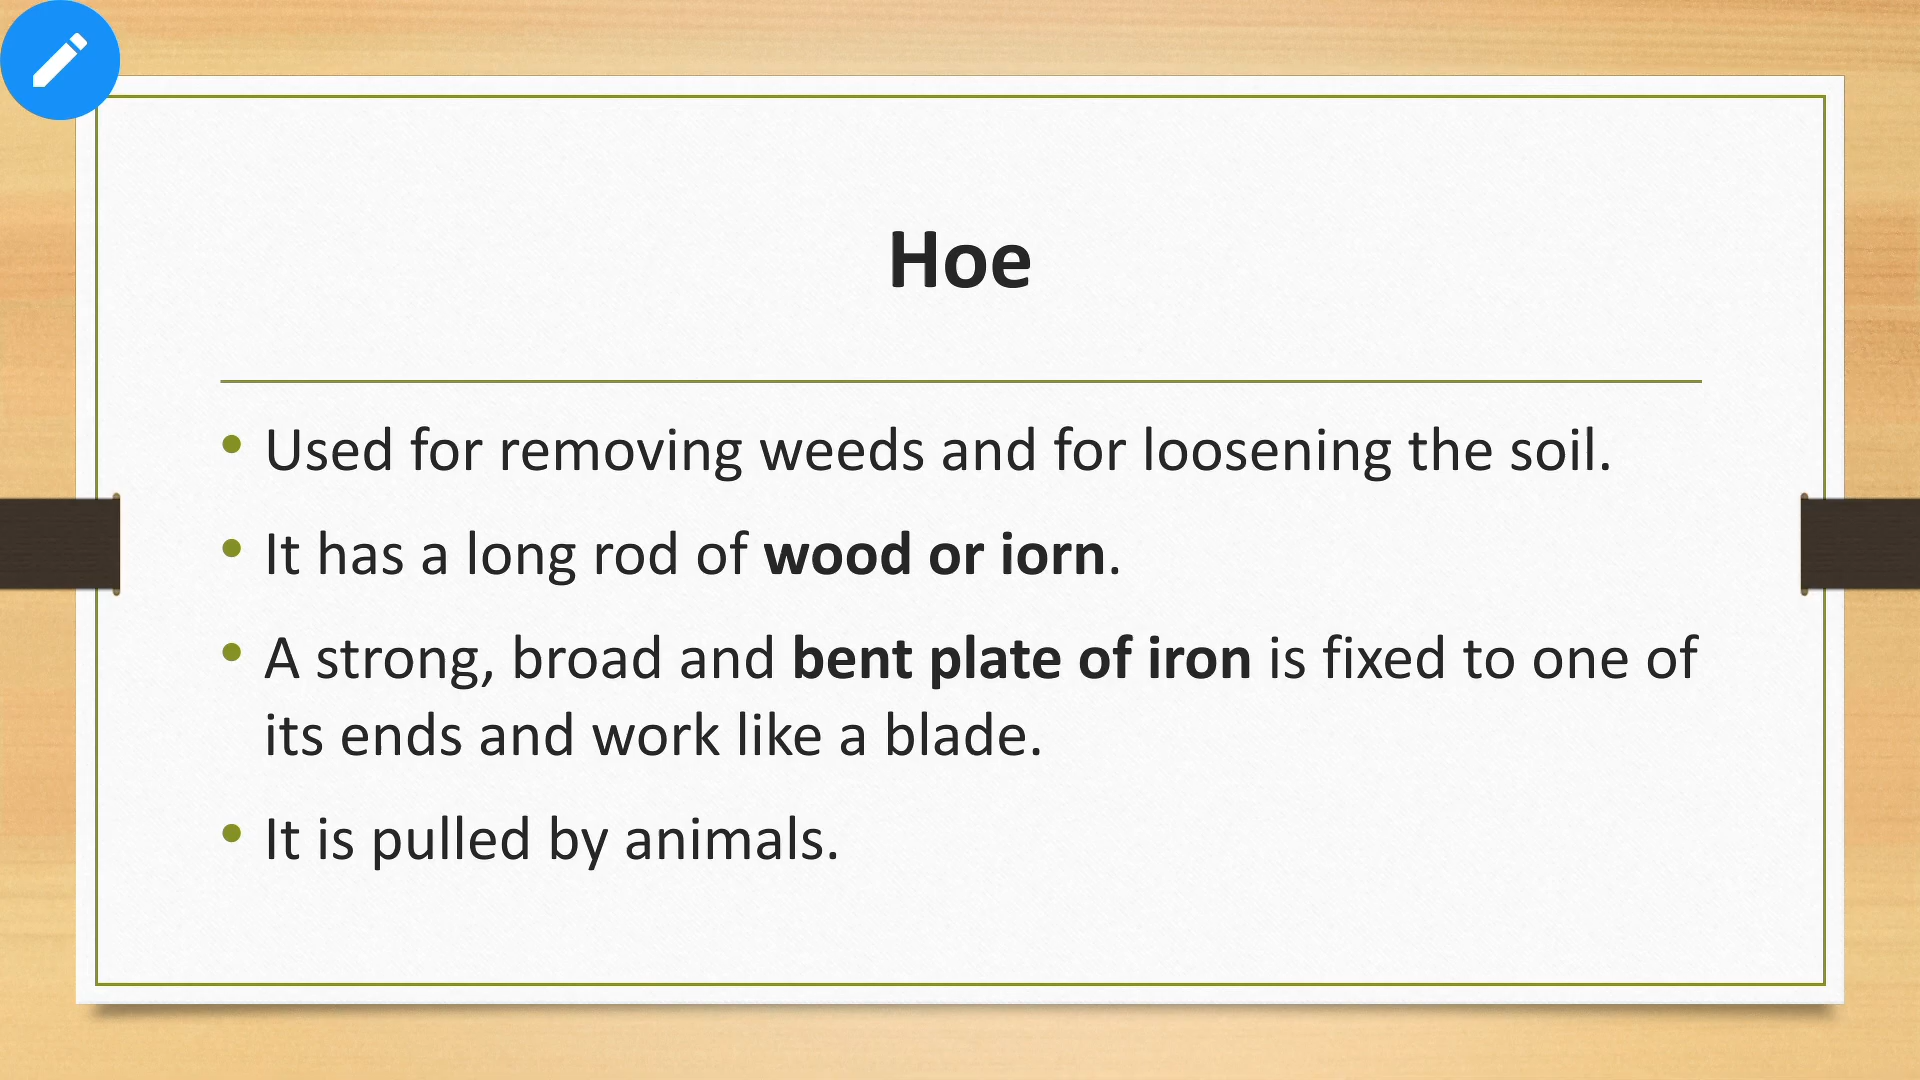 Hoe
• Used for removing weeds and for loosening the soil.
• It has a long rod of wood or iorn.
• A strong, broad and bent plate of iron is fixed to one of
its ends and work like a blade.
• It is pulled by animals.